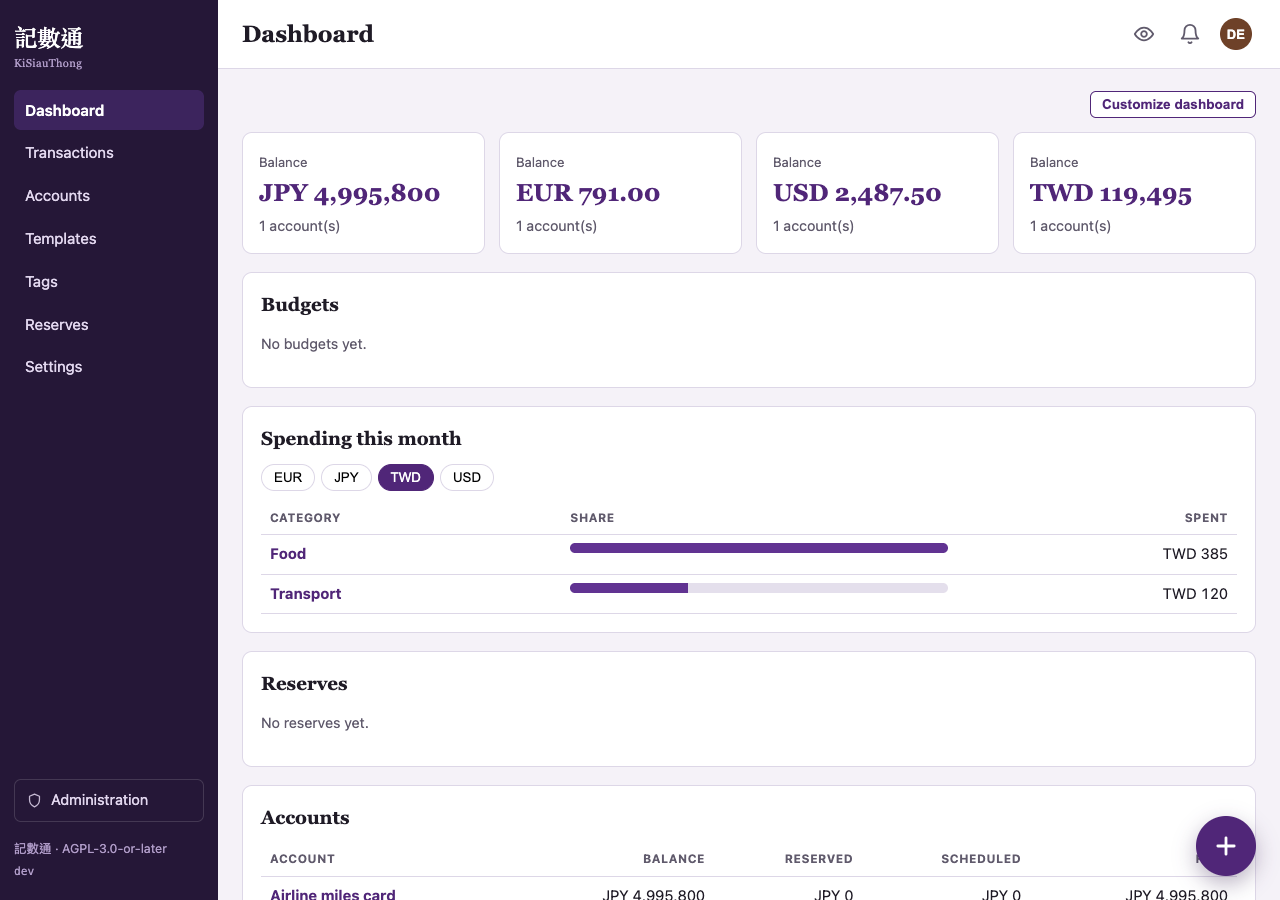 記數通
KiSiauThong
Dashboard
Transactions
Accounts
Templates
Tags
Reserves
Settings
Administration
記數通 · AGPL-3.0-or-later
dev
Dashboard
DE
Customize dashboard
Balance
JPY 4,995,800
1 account(s)
Balance
EUR 791.00
1 account(s)
Balance
USD 2,487.50
1 account(s)
Balance
TWD 119,495
1 account(s)
Budgets
No budgets yet.
Spending this month
EUR JPY TWD USD
CATEGORY SHARE SPENT
Food TWD 385
Transport TWD 120
Reserves
No reserves yet.
Accounts
ACCOUNT BALANCE RESERVED SCHEDULED
Airline miles card JPY 4,995,800 JPY 0 JPY 0 JPY 4,995,800